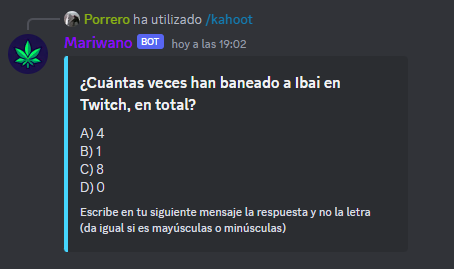 Porrero ha utilizado /kahoot
Mariwano BOT hoy a las 19:02
¿Cuántas veces han baneado a Ibai en
Twitch, en total?
A) 4
B) 1
C) 8
D) 0
Escribe en tu siguiente mensaje la respuesta y no la letra
(da igual si es mayúsculas o minúsculas)